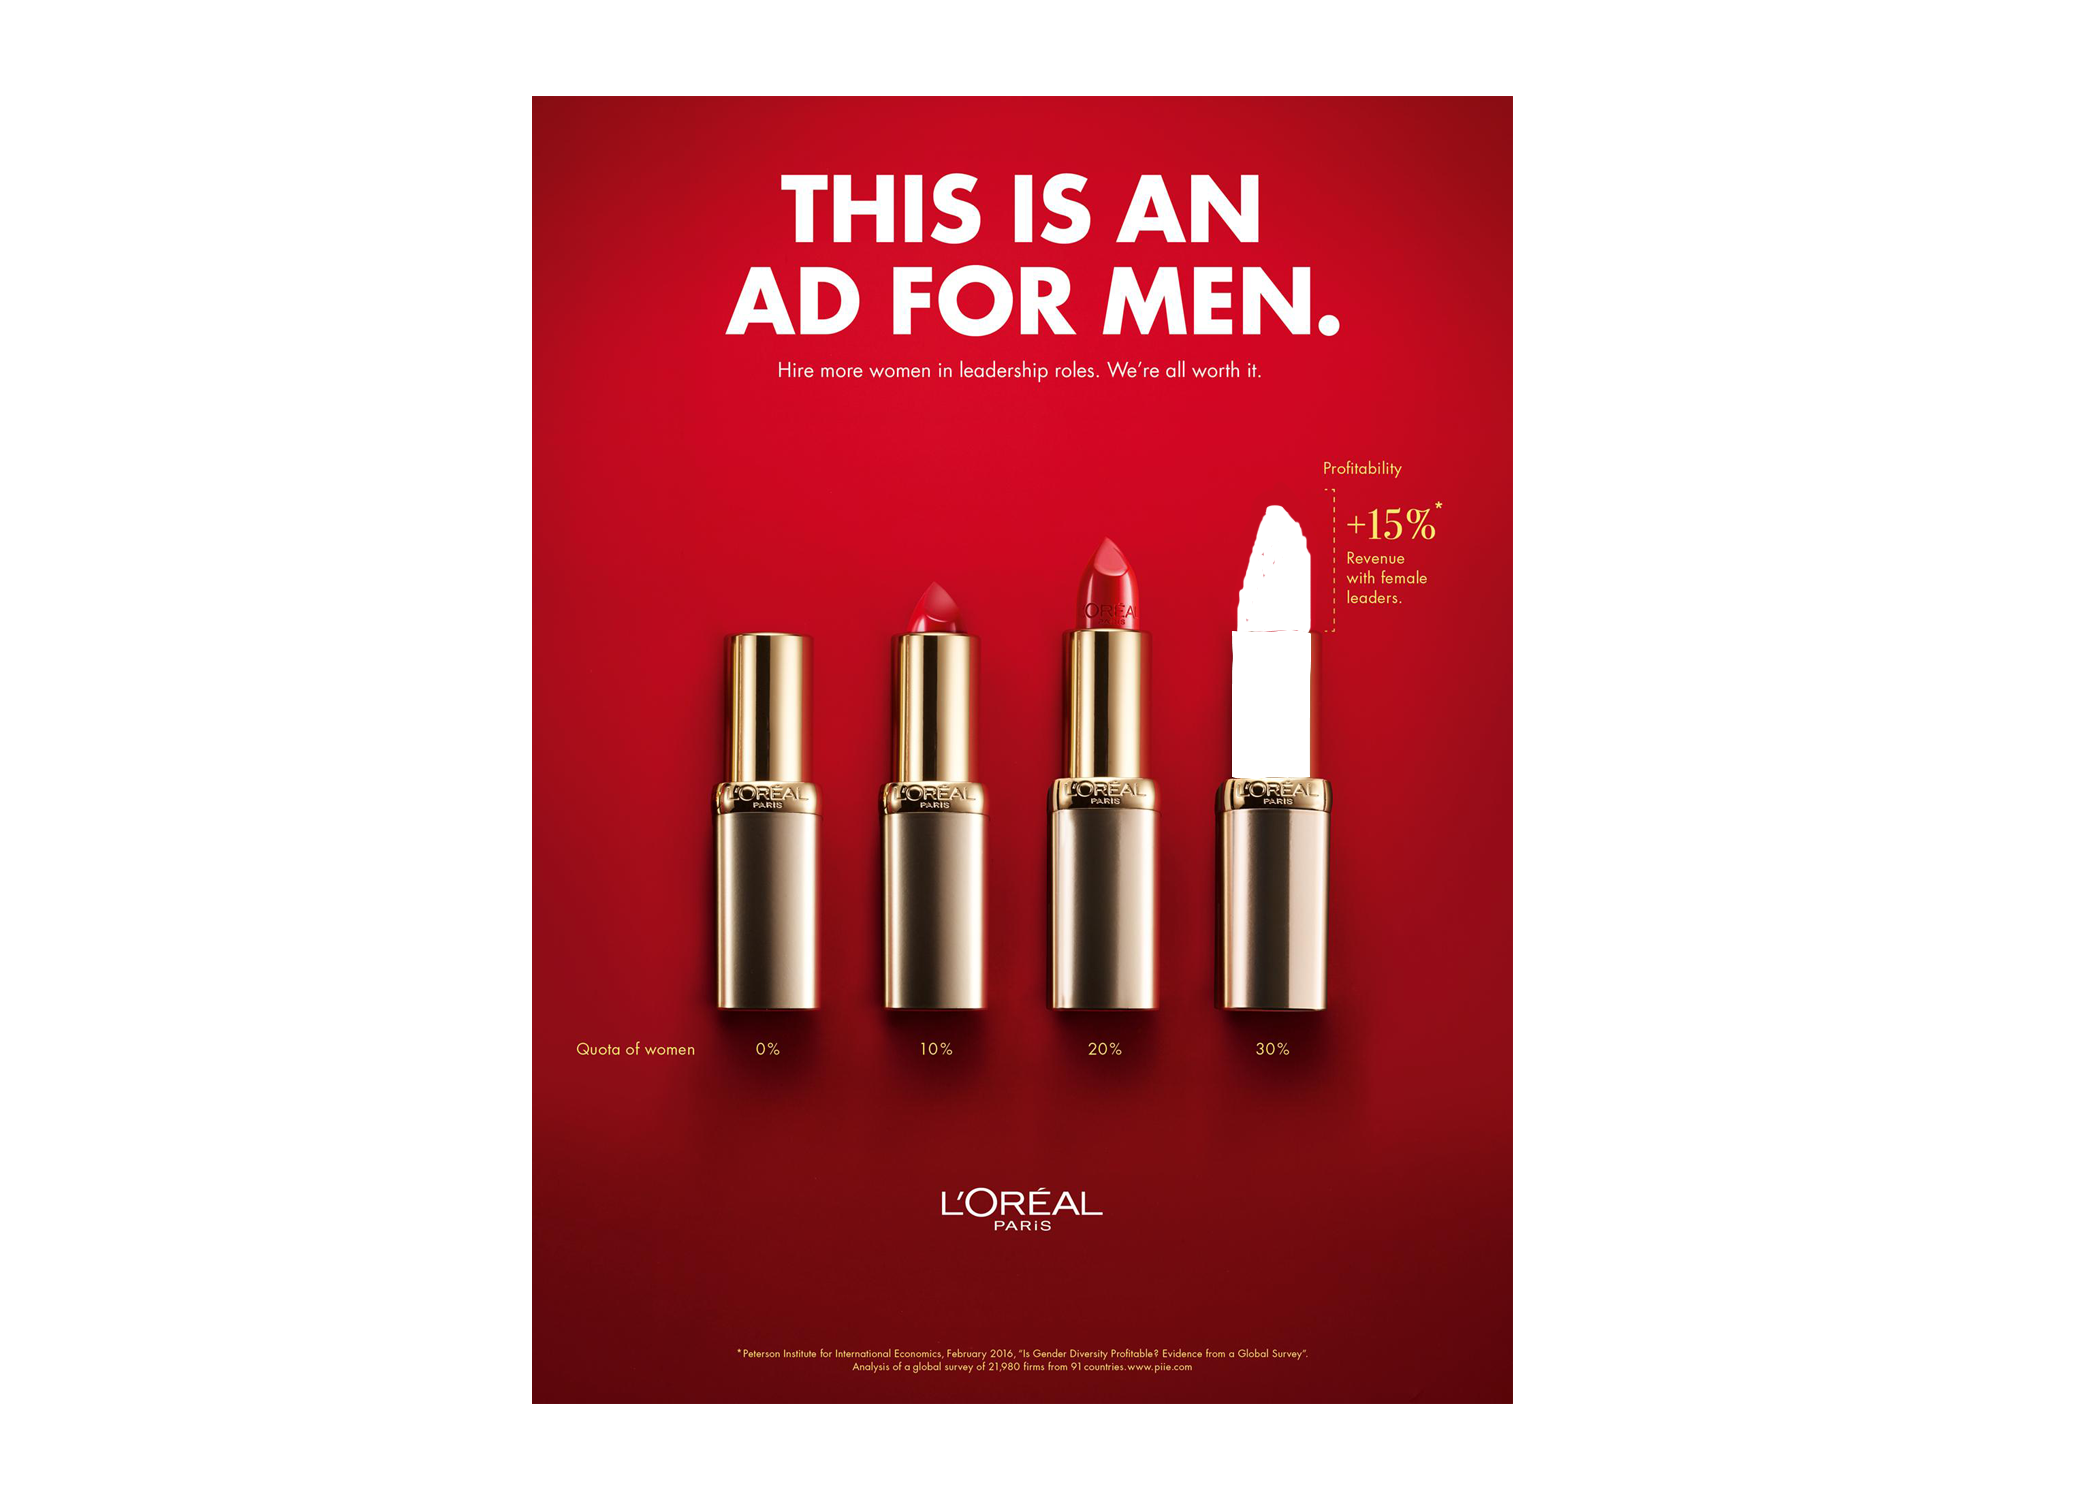 THIS IS AN
AD FOR MEN.
Hire more women in leadership roles. We're all worth it.
Profitability
+15%*
Revenue
with female
leaders.
L'ORÉAL
L'ORÉAL
PARIS
L'ORÉAL
PARIS
L'ORÉAL
PARIS
L'ORÉAL
PARIS
Quota of women 0% 10% 20% 30%
L'ORÉAL
PARIS
*Peterson Institute for International Economics, February 2016, "Is Gender Diversity Profitable? Evidence from a Global Survey".
Analysis of a global survey of 21,980 firms from 91 countries. www.piie.com